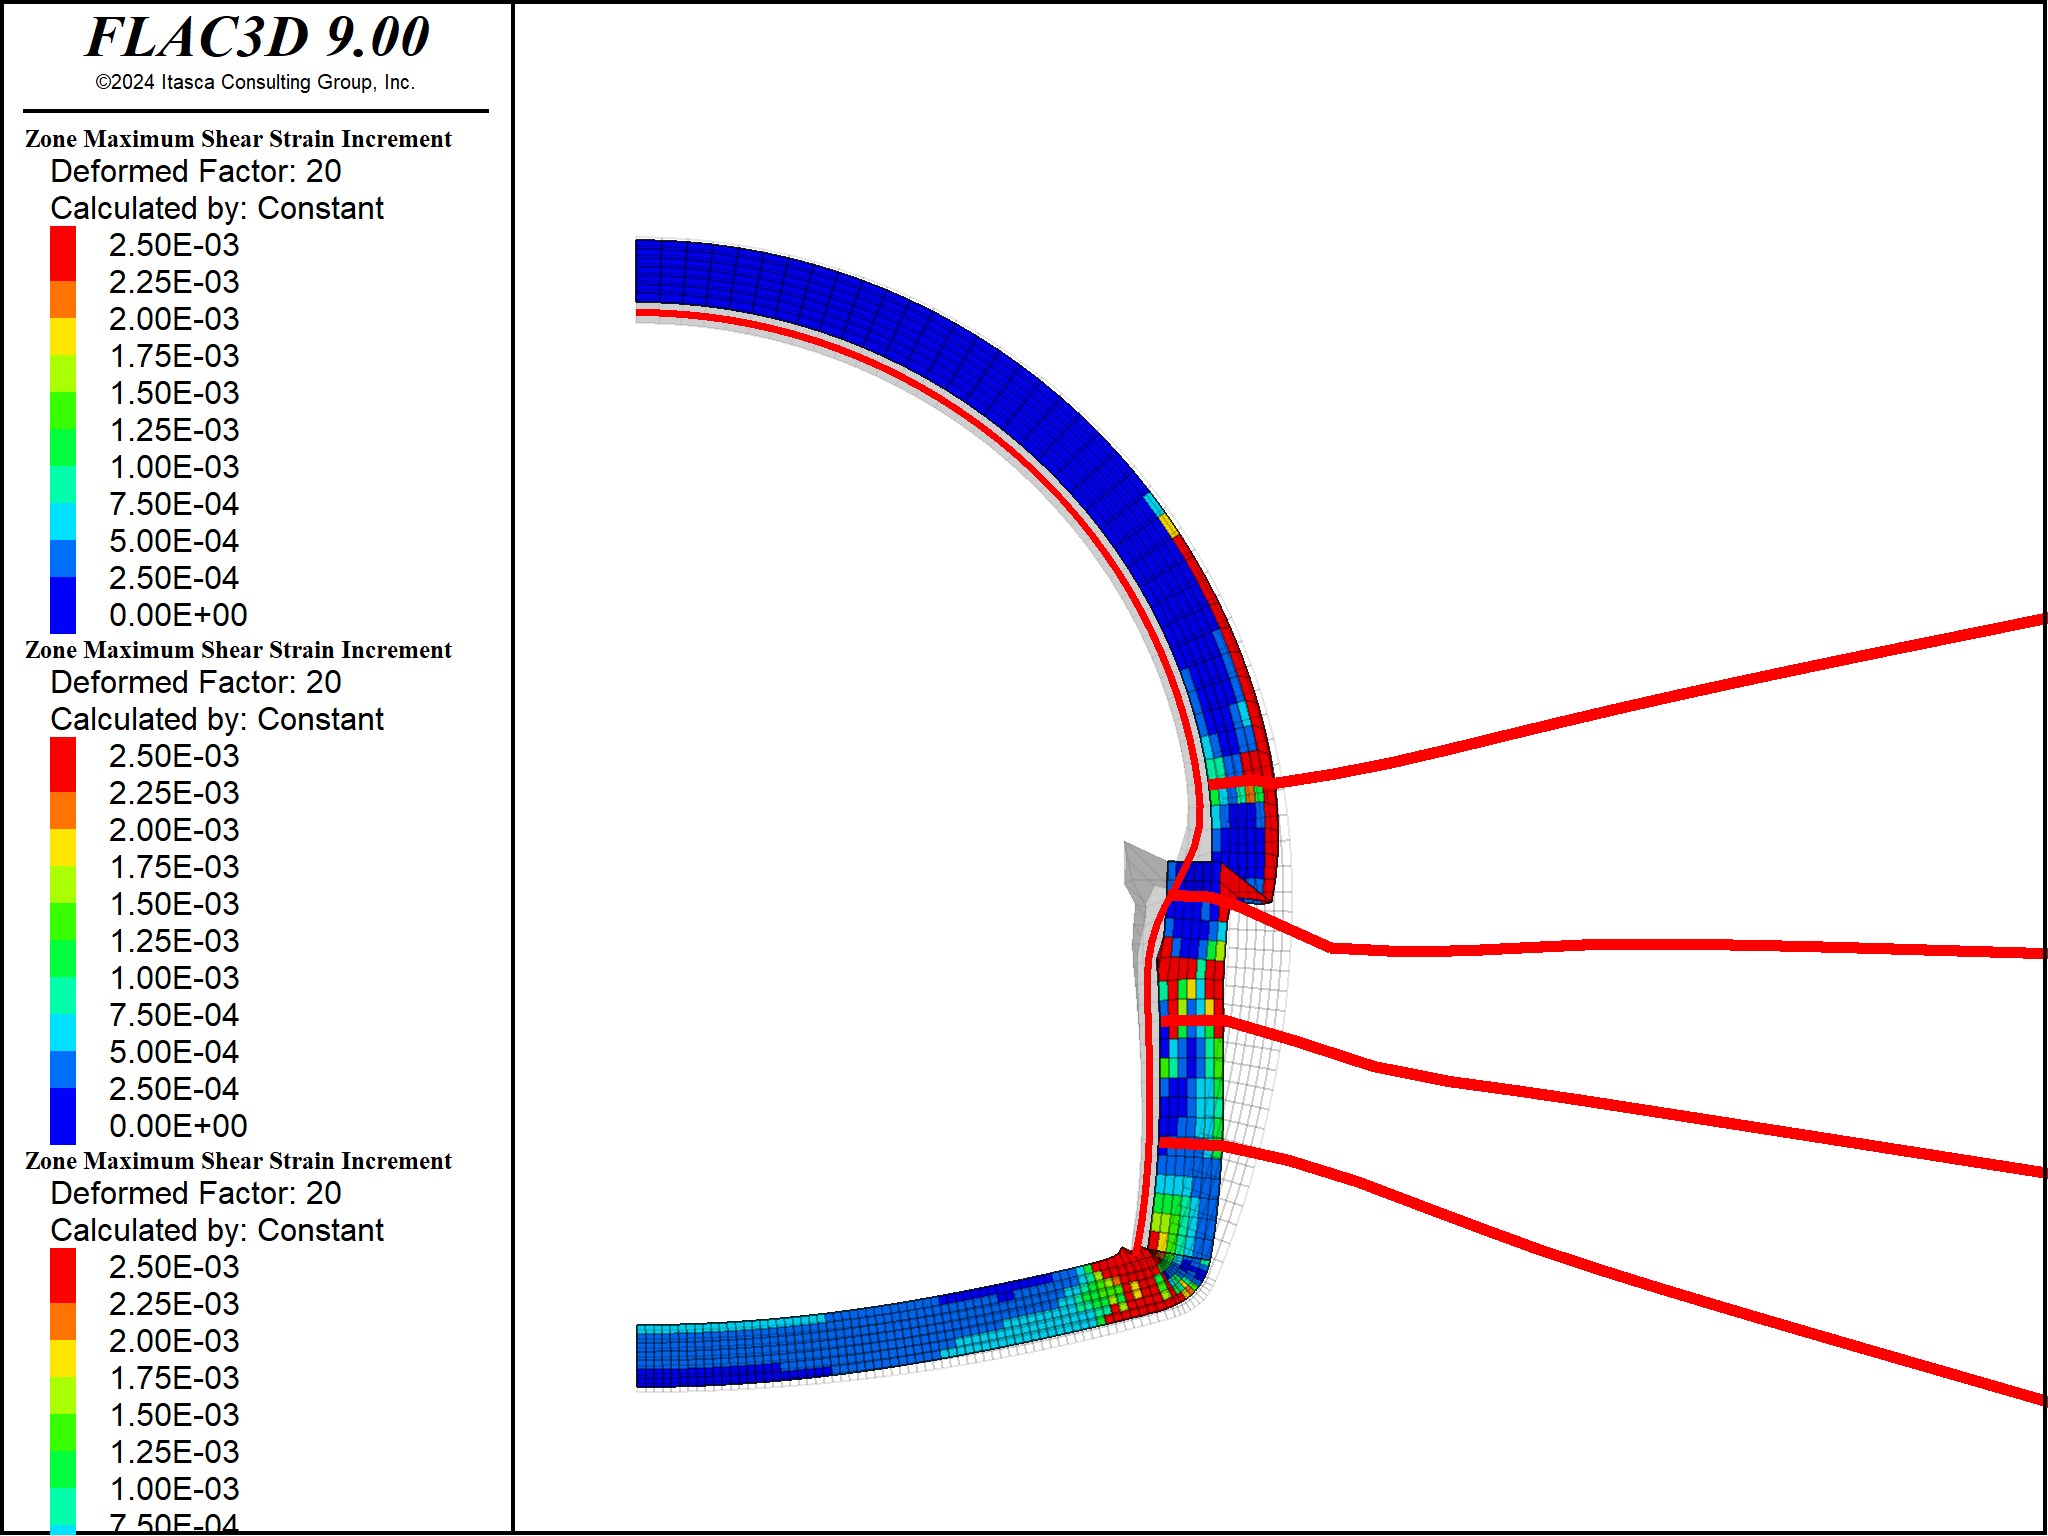 FLAC3D 9.00
©2024 Itasca Consulting Group, Inc.
Zone Maximum Shear Strain Increment
Deformed Factor: 20
Calculated by: Constant
2.50E-03
2.25E-03
2.00E-03
1.75E-03
1.50E-03
1.25E-03
1.00E-03
7.50E-04
5.00E-04
2.50E-04
0.00E+00
Zone Maximum Shear Strain Increment
Deformed Factor: 20
Calculated by: Constant
2.50E-03
2.25E-03
2.00E-03
1.75E-03
1.50E-03
1.25E-03
1.00E-03
7.50E-04
5.00E-04
2.50E-04
0.00E+00
Zone Maximum Shear Strain Increment
Deformed Factor: 20
Calculated by: Constant
2.50E-03
2.25E-03
2.00E-03
1.75E-03
1.50E-03
1.25E-03
1.00E-03
7.50E-04